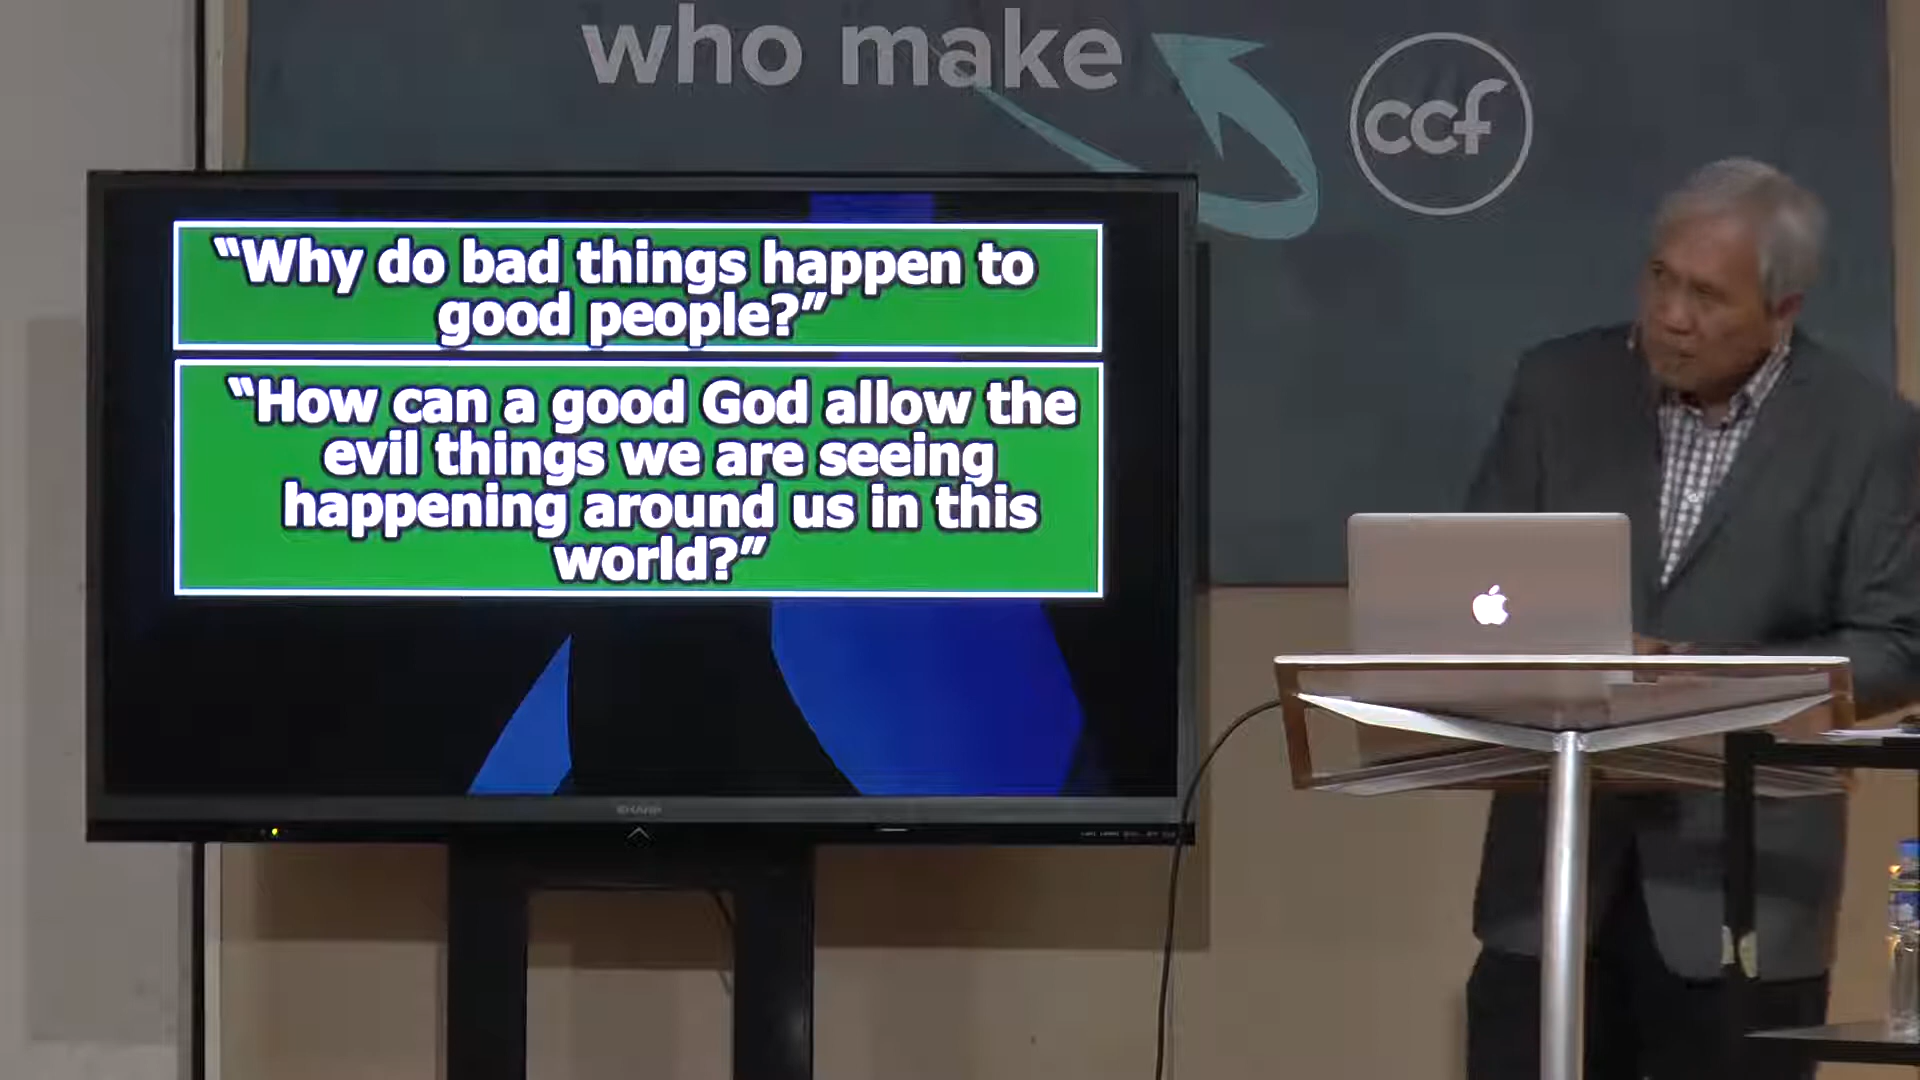 who make
ccf
“Why do bad things happen to
good people?”
“How can a good God allow the
evil things we are seeing
happening around us in this
world?”
SHARP